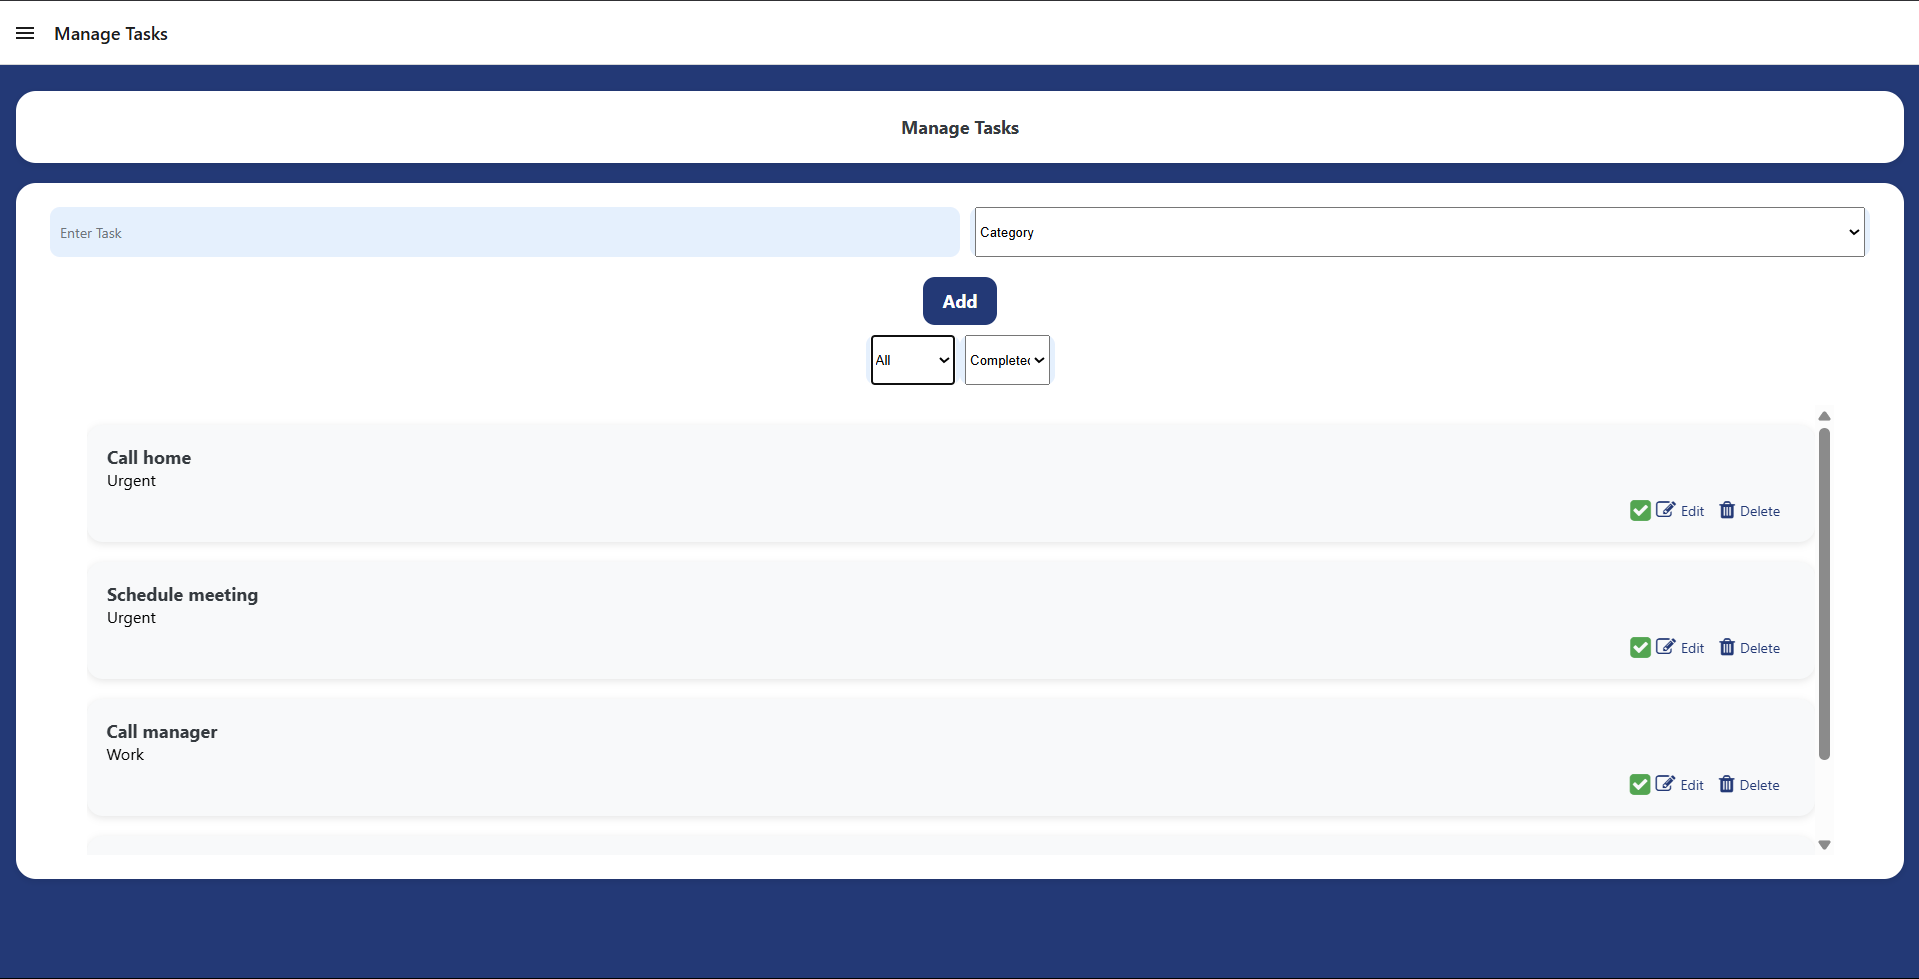 Manage Tasks
Manage Tasks
Enter Task
Category
Add
All
Completed
Call home
Urgent
Edit Delete
Schedule meeting
Urgent
Edit Delete
Call manager
Work
Edit Delete